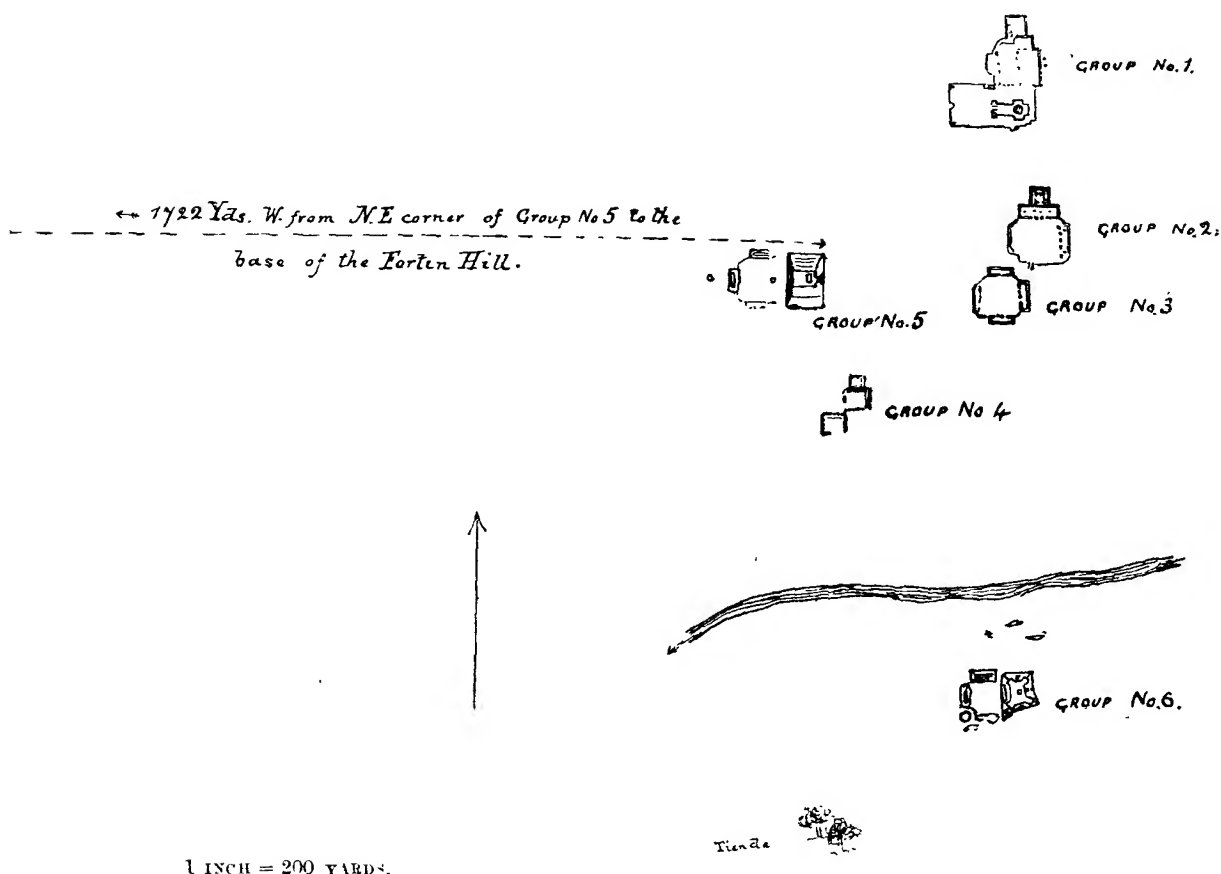 GROUP No. 1.
← 1722 Yds. W. from N.E corner of Group No 5 to the
base of the Fortin Hill.
GROUP No. 2.
GROUP No. 3
GROUP No. 5
GROUP No 4
GROUP No. 6.
Tienda
1 INCH = 200 YARDS.